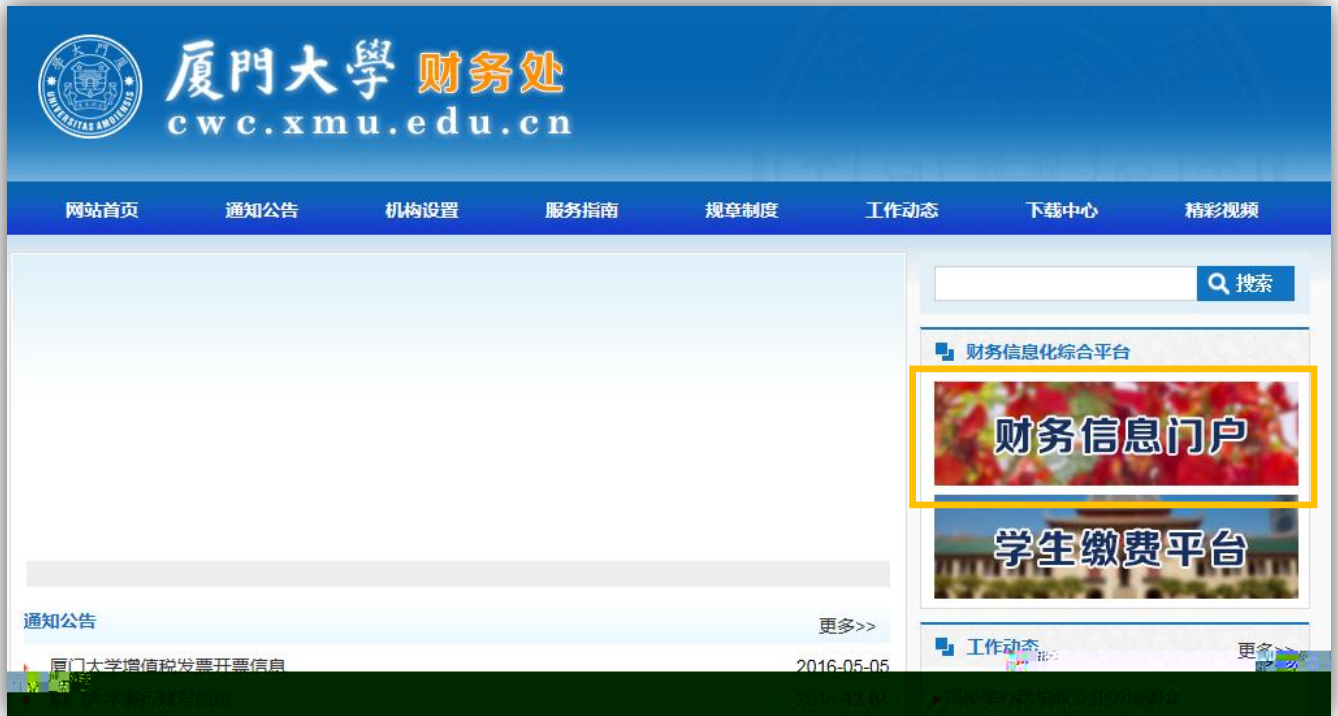 厦門大學 财务处
cwc.xmu.edu.cn
UNIVERSITAS AMOIENSIS
网站首页 通知公告 机构设置 服务指南 规章制度 工作动态 下载中心 精彩视频
搜索
财务信息化综合平台
财务信息门户
学生缴费平台
通知公告 更多>>
厦门大学增值税发票开票信息 2016-05-05
工作动态 更多>>